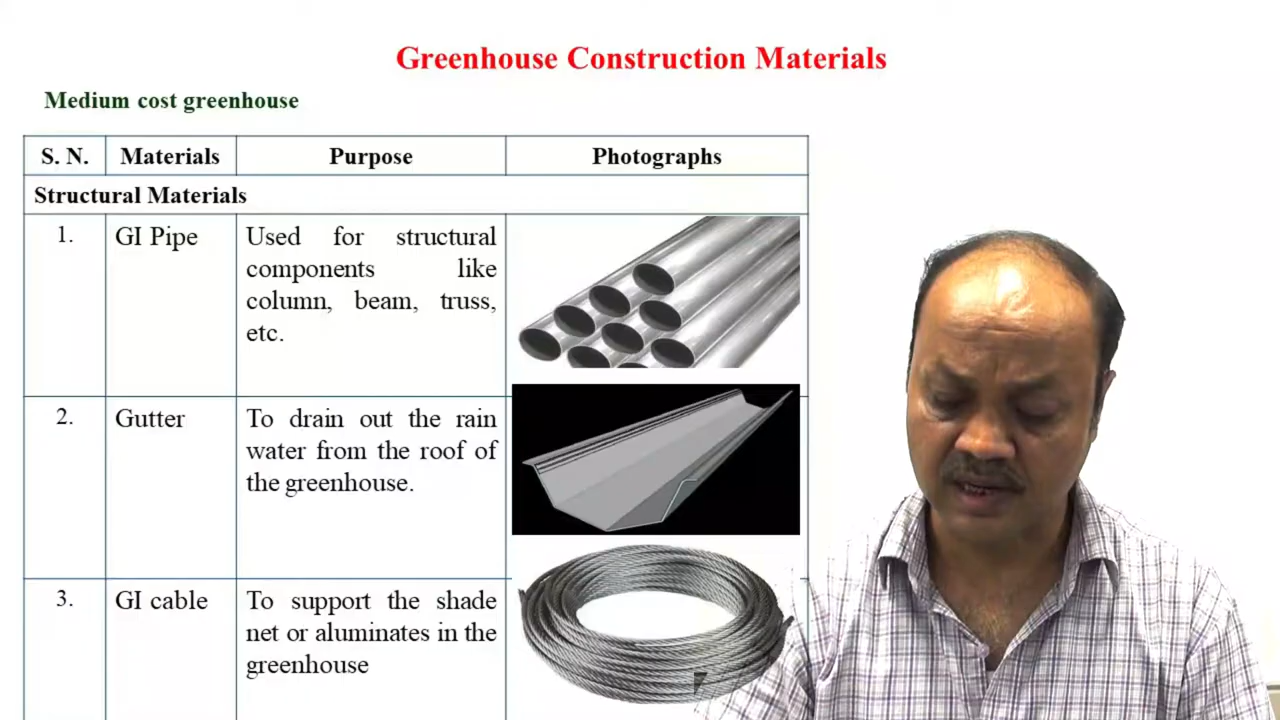 Greenhouse Construction Materials
Medium cost greenhouse
S. N. Materials Purpose Photographs
Structural Materials
1. GI Pipe Used for structural
components like
column, beam, truss,
etc.
2. Gutter To drain out the rain
water from the roof of
the greenhouse.
3. GI cable To support the shade
net or aluminates in the
greenhouse